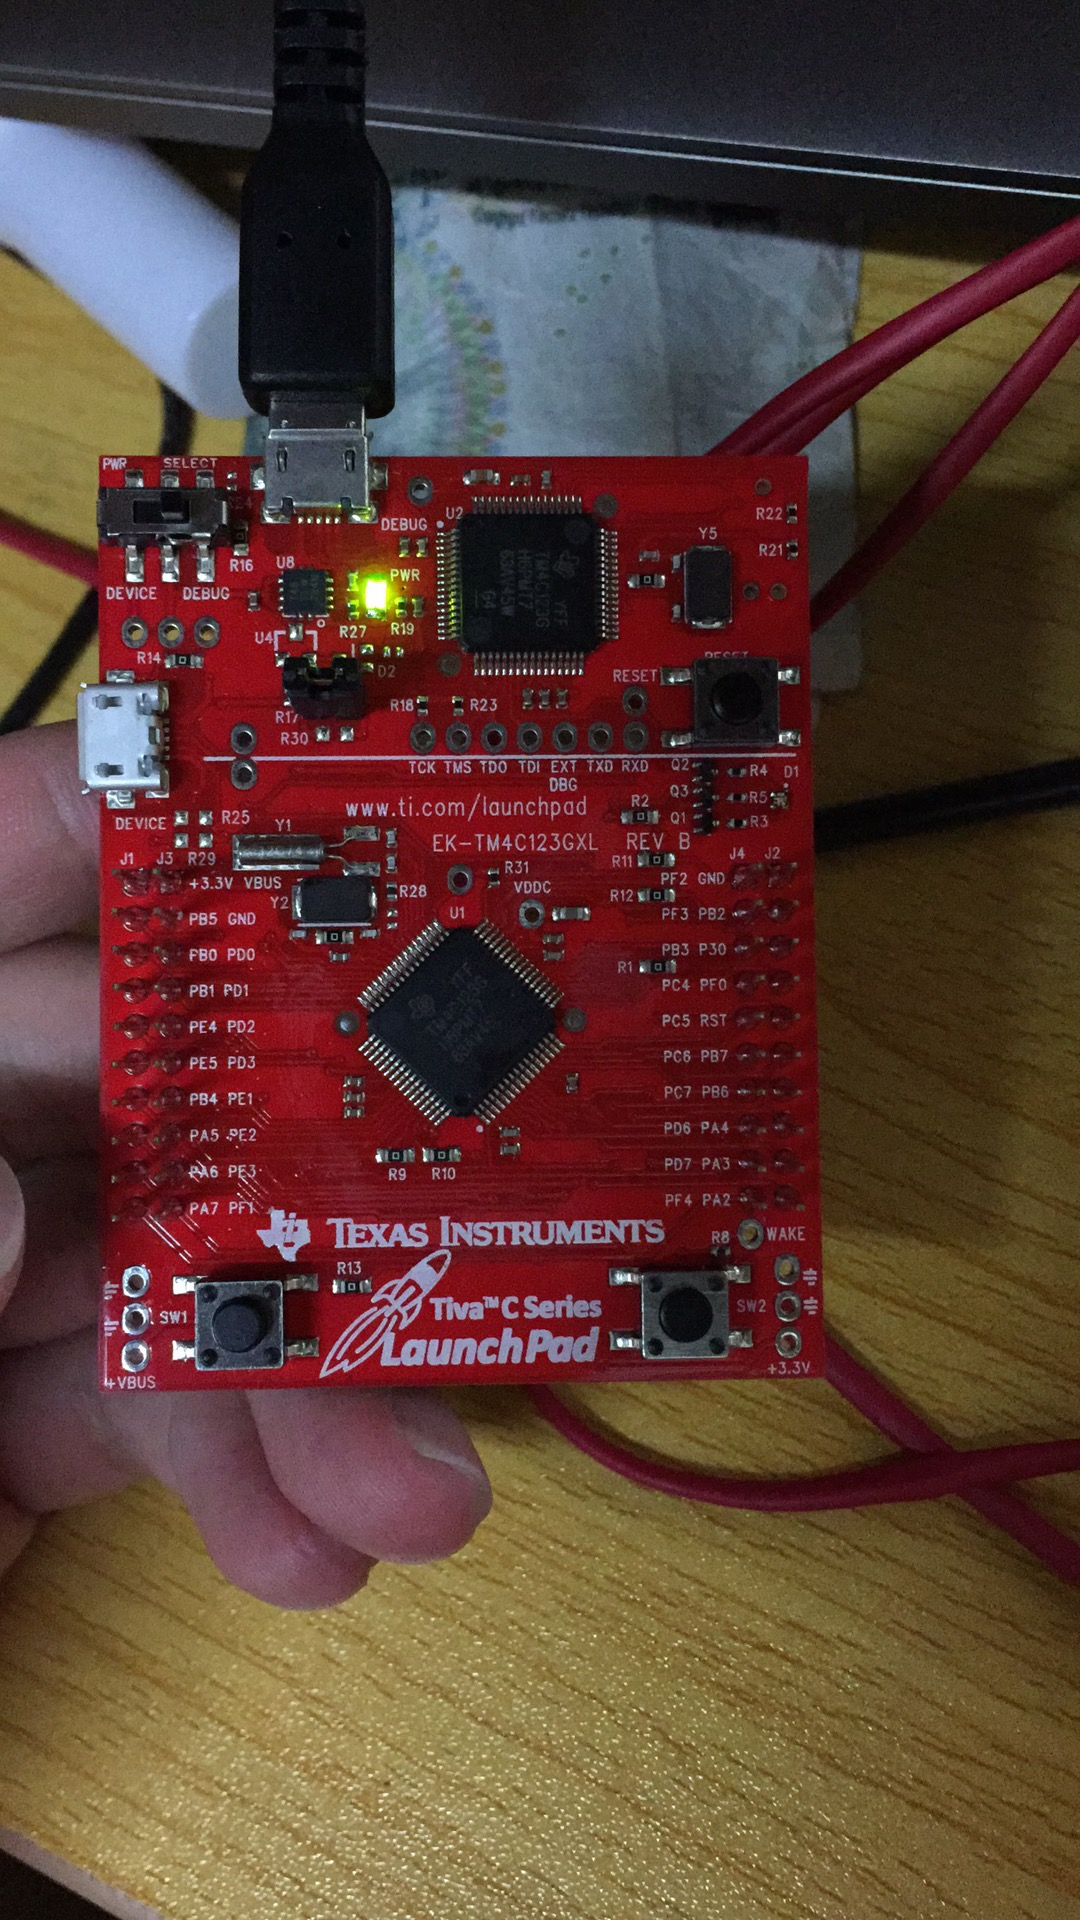 PWR SELECT
DEBUG U2
R16
U8
PWR
DEVICE DEBUG
U4 R27 R19
R14
D2
R17
R30
R18 R23
R22
Y5
R21
TM4C123G
H6PMI7
G4
RESET
RESET
TCK TMS TDO TDI EXT DBG TXD RXD
Q2 R4 D1
Q3 R5
Q1 R3
R2
www.ti.com/launchpad
EK-TM4C123GXL REV B
DEVICE R25 Y1
R29
R31
R11
R12
VDDC
Y2 R28
U1
R1
J1 J3
+3.3V VBUS
PB5 GND
PB0 PD0
PB1 PD1
PE4 PD2
PE5 PD3
PB4 PE1
PA5 PE2
PA6 PE3
PA7 PF1
J4 J2
PF2 GND
PF3 PB2
PB3 P30
PC4 PF0
PC5 RST
PC6 PB7
PC7 PB6
PD6 PA4
PD7 PA3
PF4 PA2
R9 R10
TEXAS INSTRUMENTS
R8 WAKE
R13
SW1
Tiva™ C Series
LaunchPad
SW2
+VBUS
+3.3V